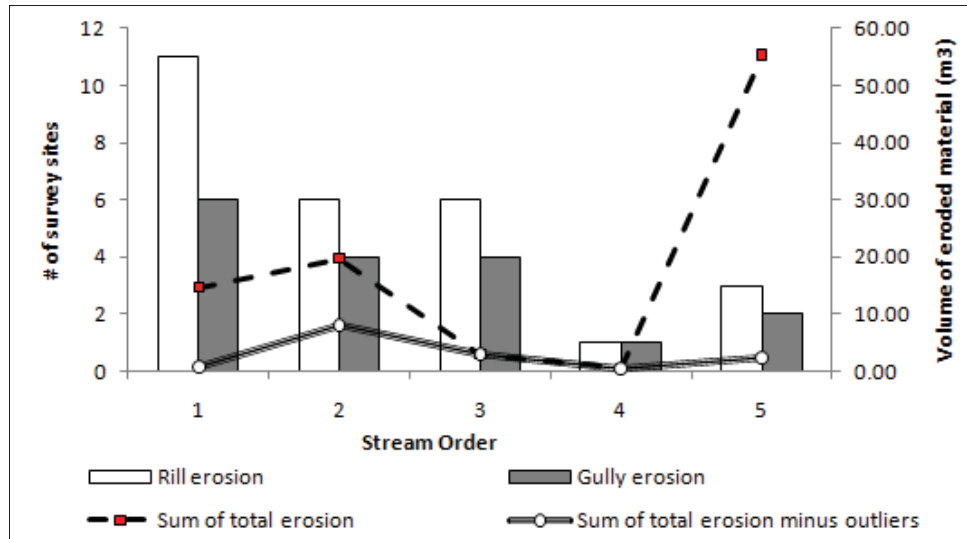 12
10
8
6
4
2
0
# of survey sites
60.00
50.00
40.00
30.00
20.00
10.00
0.00
Volume of eroded material (m3)
1 2 3 4 5
Stream Order
Rill erosion Gully erosion
Sum of total erosion Sum of total erosion minus outliers